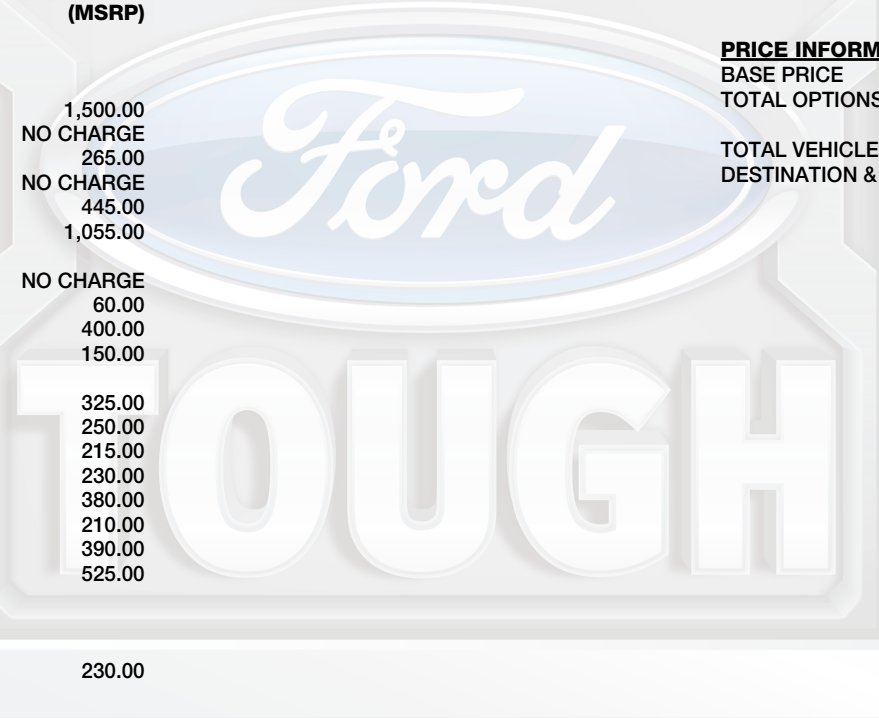 (MSRP)
1,500.00
NO CHARGE
265.00
NO CHARGE
445.00
1,055.00
NO CHARGE
60.00
400.00
150.00
325.00
250.00
215.00
230.00
380.00
210.00
390.00
525.00
230.00
PRICE INFORM
BASE PRICE
TOTAL OPTIONS
TOTAL VEHICLE
DESTINATION &
Ford
TOUGH